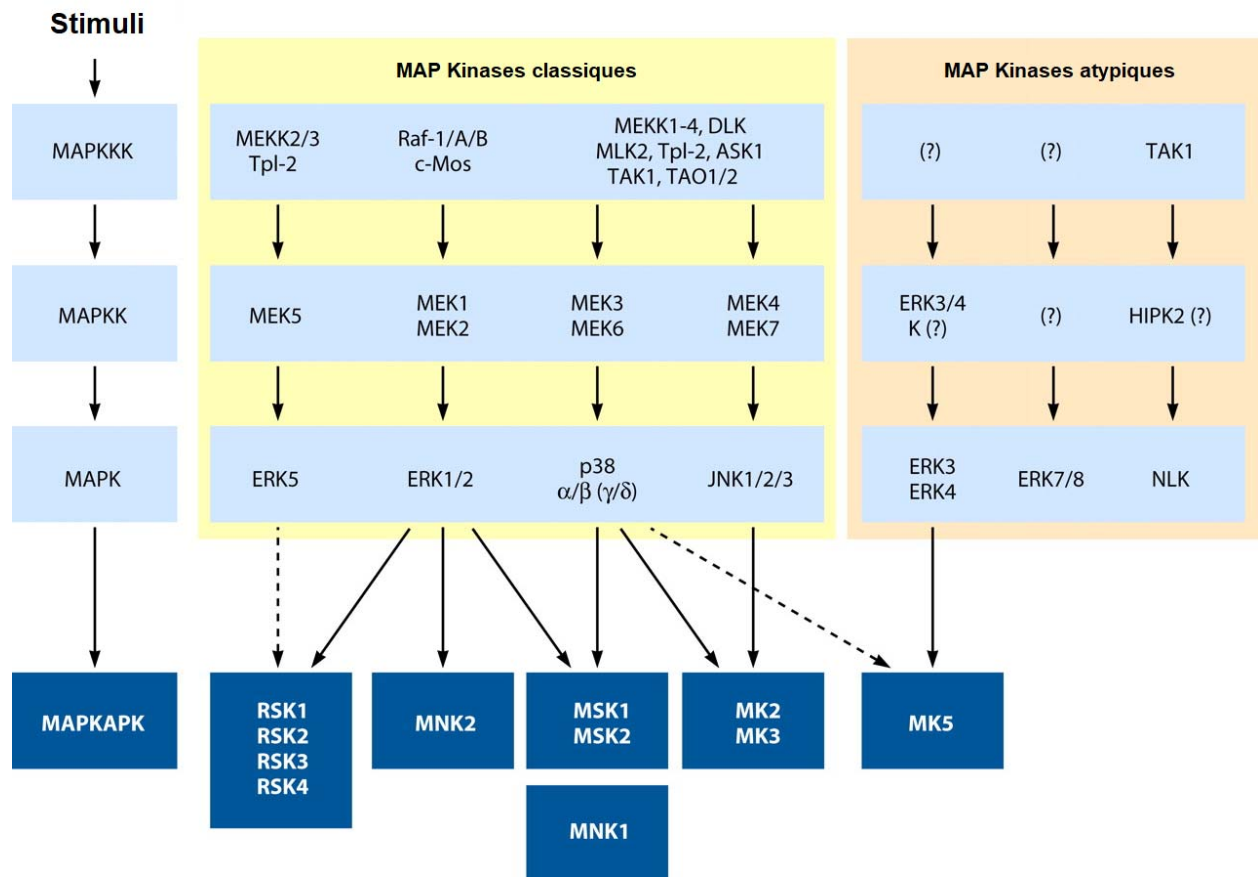 Stimuli
MAP Kinases classiques
MAP Kinases atypiques
MAPKKK
MEKK2/3
Tpl-2
Raf-1/A/B
c-Mos
MEKK1-4, DLK
MLK2, Tpl-2, ASK1
TAK1, TAO1/2
(?)
(?)
TAK1
MAPKK
MEK5
MEK1
MEK2
MEK3
MEK6
MEK4
MEK7
ERK3/4
K (?)
(?)
HIPK2 (?)
MAPK
ERK5
ERK1/2
p38
α/β (γ/δ)
JNK1/2/3
ERK3
ERK4
ERK7/8
NLK
MAPKAPK
RSK1
RSK2
RSK3
RSK4
MNK2
MSK1
MSK2
MK2
MK3
MK5
MNK1